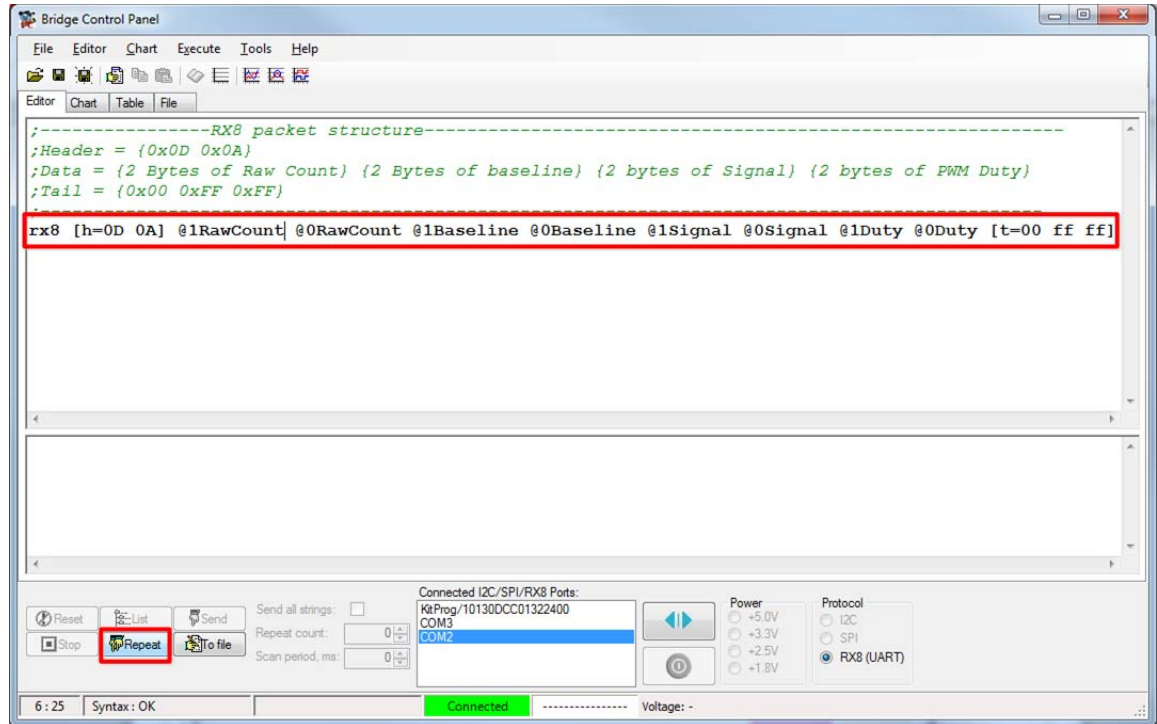 Bridge Control Panel
File Editor Chart Execute Tools Help
Editor Chart Table File
;----------------RX8 packet structure------------------------------------------------------------
;Header = {0x0D 0x0A}
;Data = {2 Bytes of Raw Count} {2 Bytes of baseline} {2 bytes of Signal} {2 bytes of PWM Duty}
;Tail = {0x00 0xFF 0xFF}
;----------------------------------------------------------------------------------------------
rx8 [h=0D 0A] @1RawCount @0RawCount @1Baseline @0Baseline @1Signal @0Signal @1Duty @0Duty [t=00 ff ff]
Connected I2C/SPI/RX8 Ports:
Reset List Send Send all strings: KitProg/10130DCC01322400 Power Protocol
COM3 +5.0V I2C
Stop Repeat To file Repeat count: 0 COM2 +3.3V SPI
Scan period, ms: 0 +2.5V RX8 (UART)
+1.8V
6 : 25 Syntax : OK Connected ---------------- Voltage: -